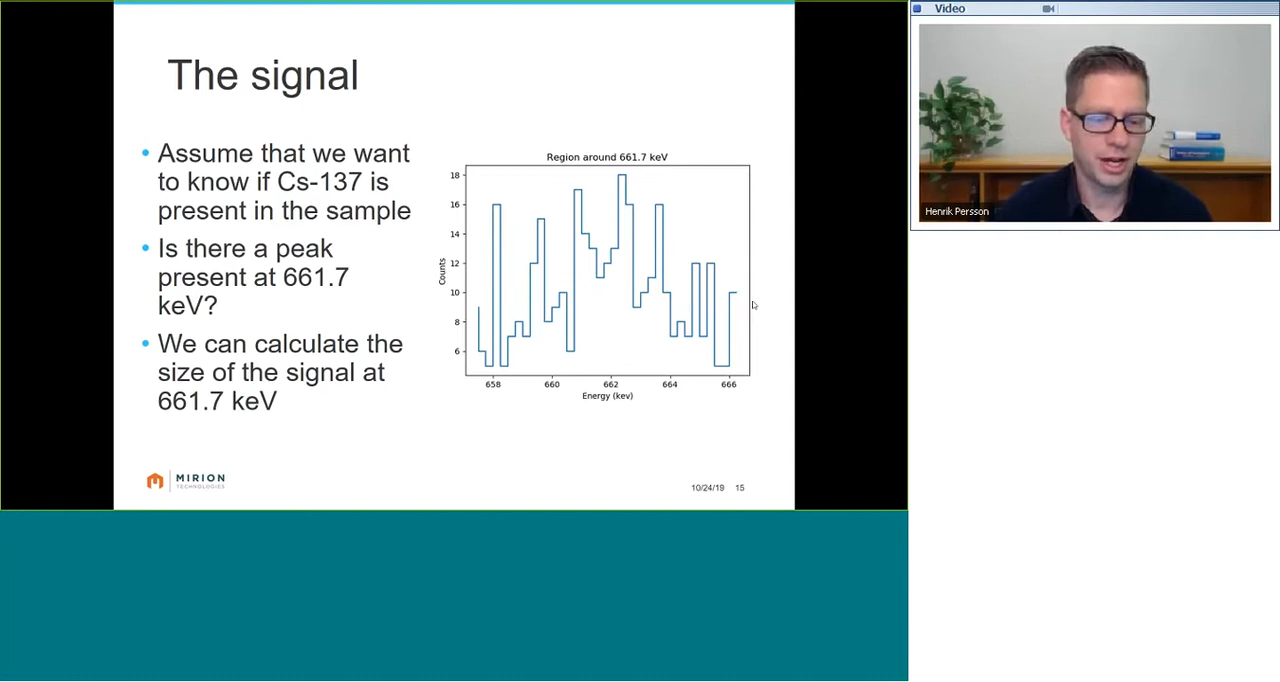 The signal
• Assume that we want
to know if Cs-137 is
present in the sample
• Is there a peak
present at 661.7
keV?
• We can calculate the
size of the signal at
661.7 keV
Region around 661.7 keV
18
16
14
12
10
8
6
Counts
658
660
662
664
666
Energy (kev)
MIRION
TECHNOLOGIES
10/24/19 15
Video
Henrik Persson